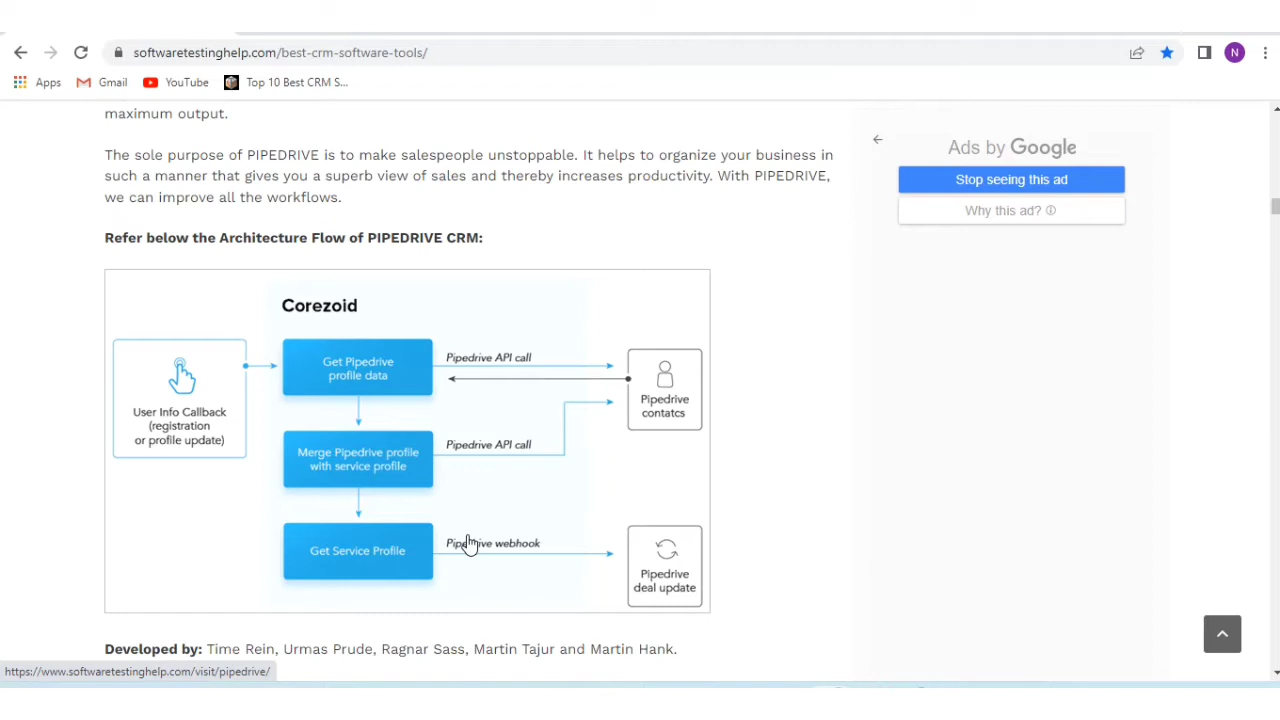 softwaretestinghelp.com/best-crm-software-tools/
N
Apps
Gmail
YouTube
Top 10 Best CRM S...
maximum output.
The sole purpose of PIPEDRIVE is to make salespeople unstoppable. It helps to organize your business in
such a manner that gives you a superb view of sales and thereby increases productivity. With PIPEDRIVE,
we can improve all the workflows.
Refer below the Architecture Flow of PIPEDRIVE CRM:
Corezoid
User Info Callback
(registration
or profile update)
Get Pipedrive
profile data
Pipedrive API call
Pipedrive
contatcs
Merge Pipedrive profile
with service profile
Pipedrive API call
Get Service Profile
Pipedrive webhook
Pipedrive
deal update
Developed by: Time Rein, Urmas Prude, Ragnar Sass, Martin Tajur and Martin Hank.
https://www.softwaretestinghelp.com/visit/pipedrive/
Ads by Google
Stop seeing this ad
Why this ad?